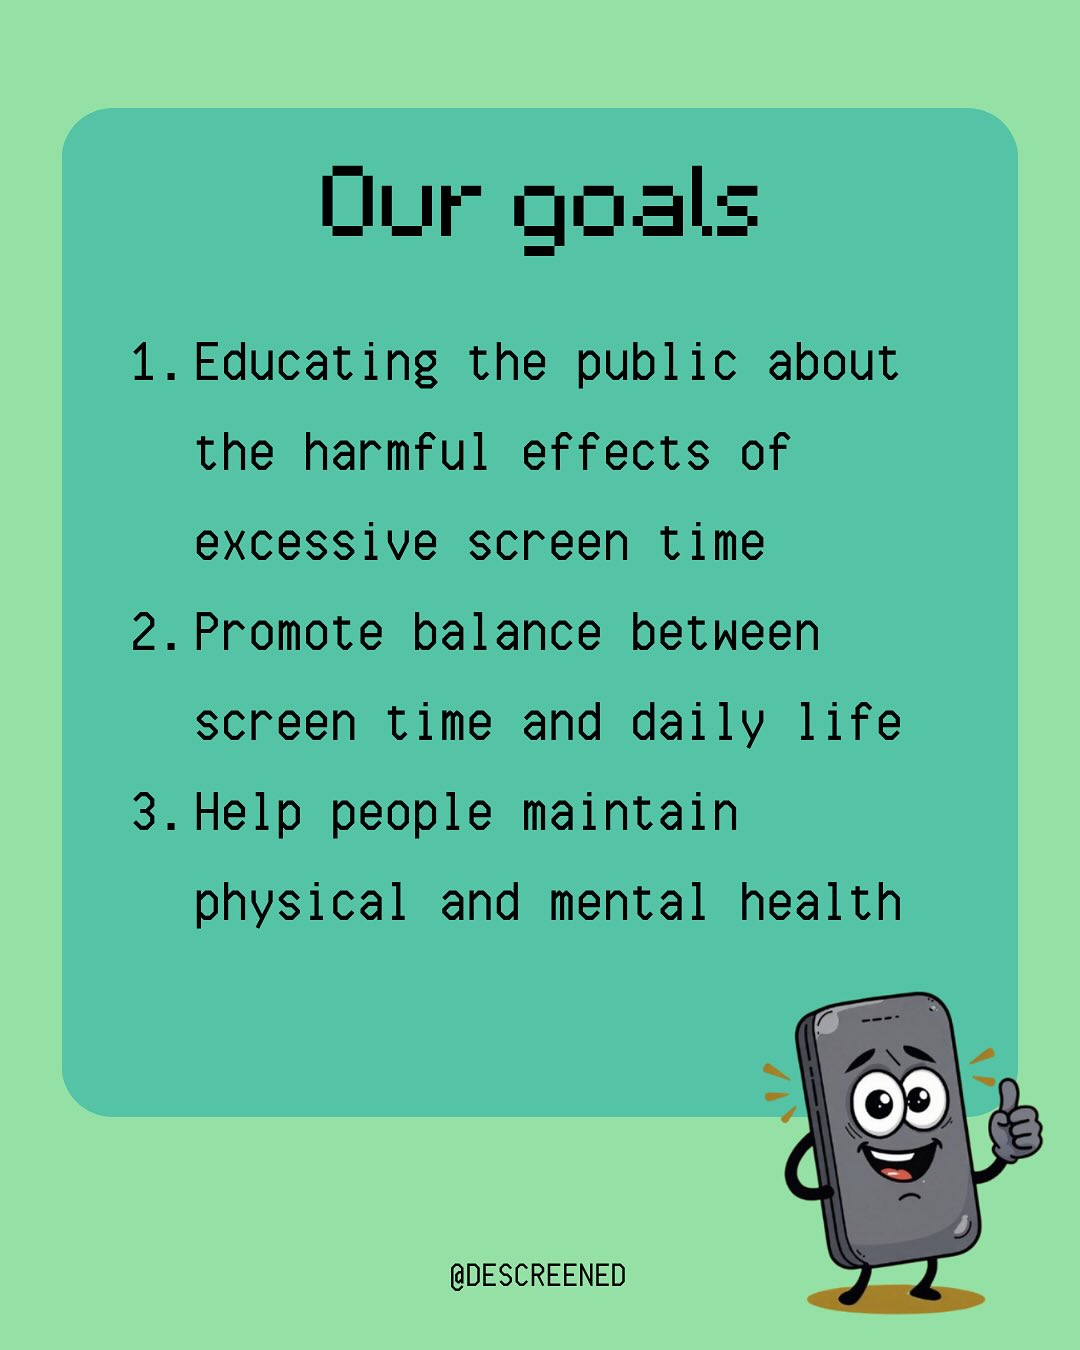 Our goals
1. Educating the public about
the harmful effects of
excessive screen time
2. Promote balance between
screen time and daily life
3. Help people maintain
physical and mental health
@DESCREENED